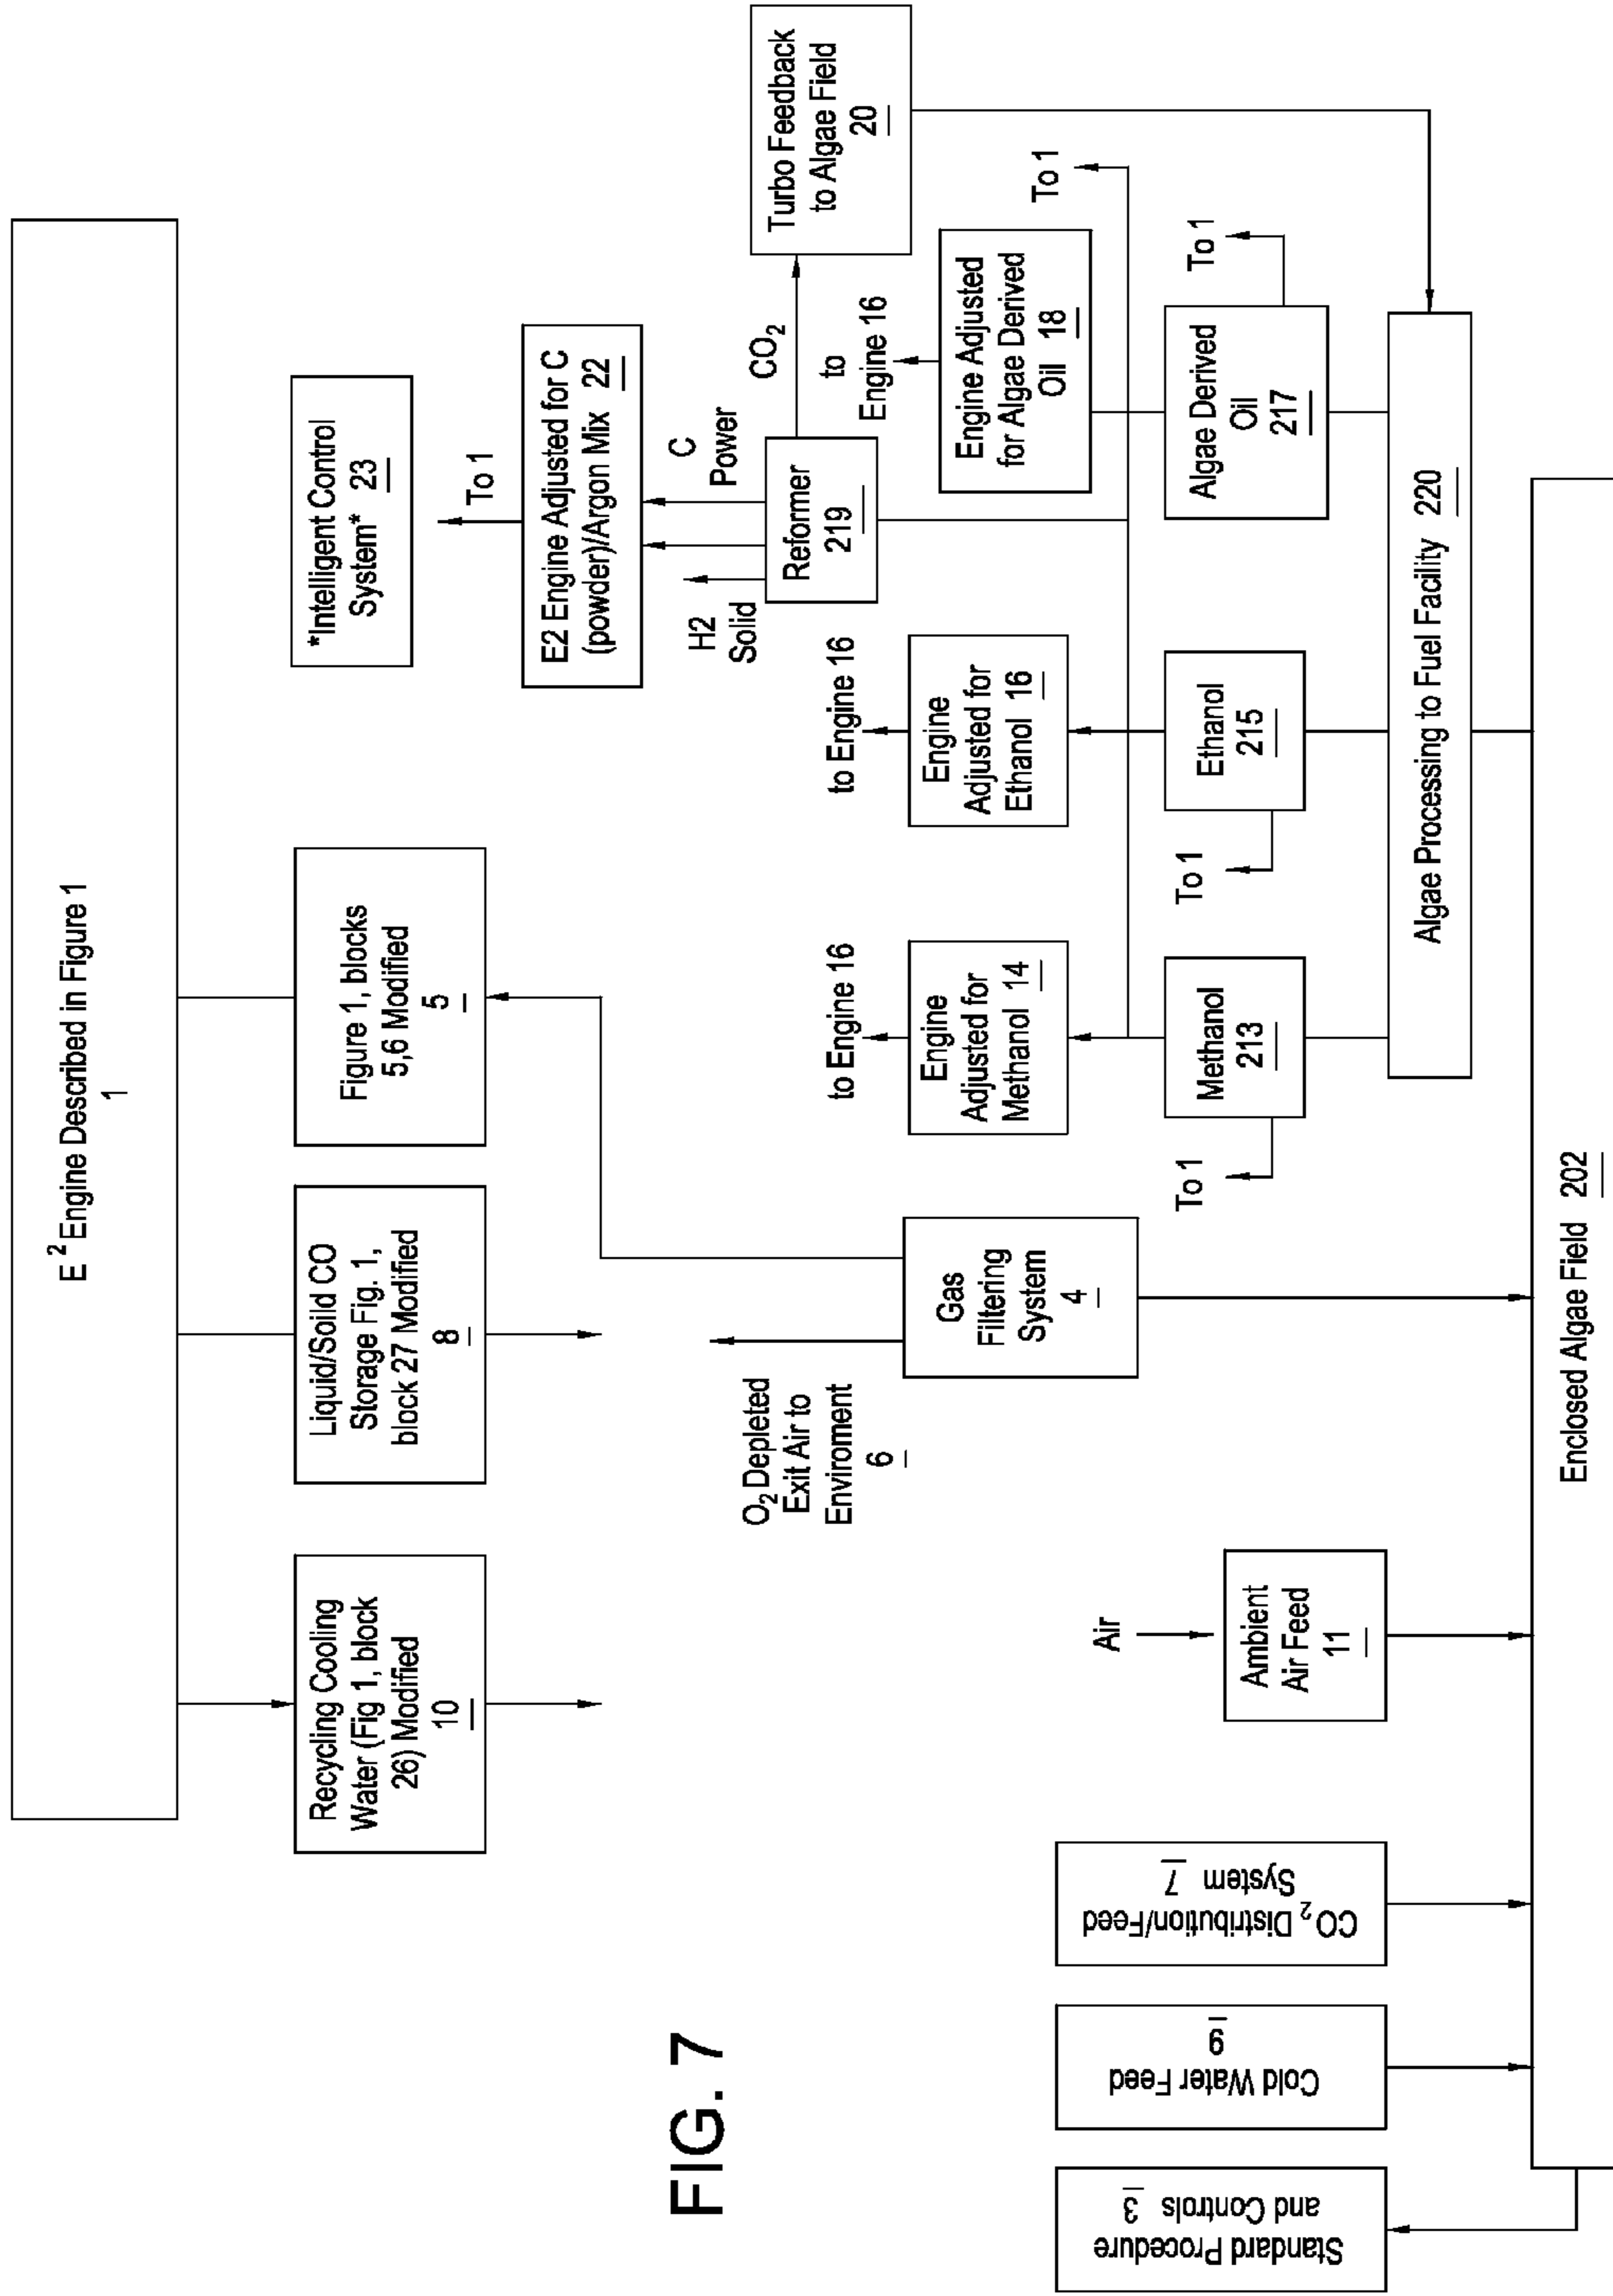 E 2 Engine Described in Figure 1
1
Recycling Cooling
Water (Fig 1, block
26) Modified
10
Liquid/Soild CO
Storage Fig. 1,
block 27 Modified
8
Figure 1, blocks
5,6 Modified
5
*Intelligent Control
System* 23
To 1
E2 Engine Adjusted for C
(powder)/Argon Mix 22
H2
Solid
C
Power
CO2
Reformer
219
Turbo Feedback
to Algae Field
20
O2 Depleted
Exit Air to
Enviroment
6
Gas
Filtering
System
4
to Engine 16
Engine
Adjusted for
Methanol 14
to Engine 16
Engine
Adjusted for
Ethanol 16
to
Engine 16
Engine Adjusted
for Algae Derived
Oil 18
To 1
To 1
Methanol
213
To 1
Ethanol
215
Algae Derived
Oil
217
To 1
Algae Processing to Fuel Facility 220
Standard Procedure
and Controls 3
Cold Water Feed
9
CO2 Distribution/Feed
System 7
Air
Ambient
Air Feed
11
Enclosed Algae Field 202
FIG. 7